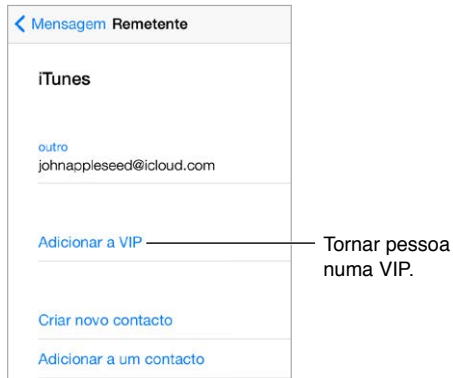 Mensagem Remetente
iTunes
outro
johnappleseed@icloud.com
Adicionar a VIP
Tornar pessoa
numa VIP.
Criar novo contacto
Adicionar a um contacto